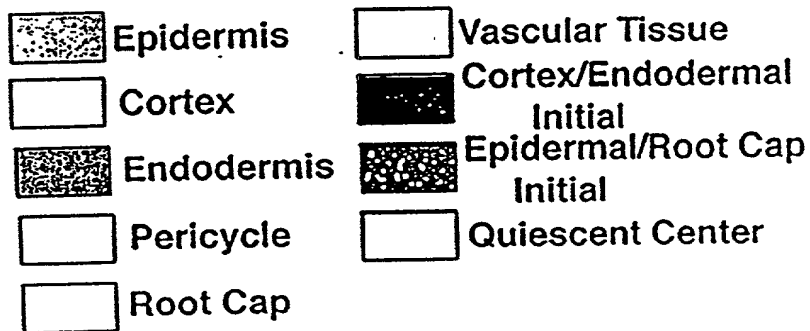 Epidermis
Cortex
Endodermis
Pericycle
Root Cap
Vascular Tissue
Cortex/Endodermal
Initial
Epidermal/Root Cap
Initial
Quiescent Center